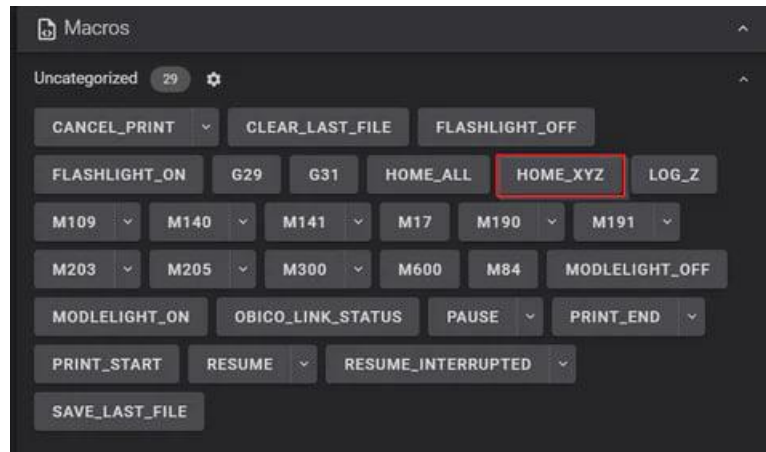 Macros
Uncategorized 29
CANCEL_PRINT CLEAR_LAST_FILE FLASHLIGHT_OFF
FLASHLIGHT_ON G29 G31 HOME_ALL HOME_XYZ LOG_Z
M109 M140 M141 M17 M190 M191
M203 M205 M300 M600 M84 MODLELIGHT_OFF
MODLELIGHT_ON OBICO_LINK_STATUS PAUSE PRINT_END
PRINT_START RESUME RESUME_INTERRUPTED
SAVE_LAST_FILE